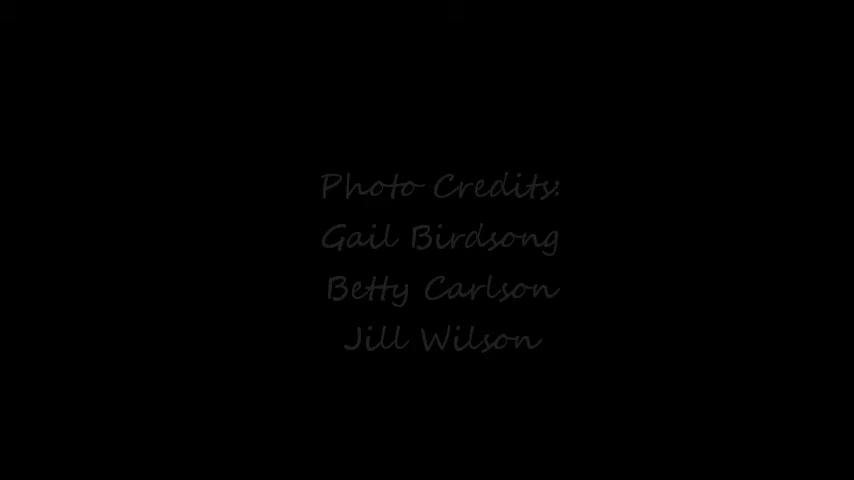 Photo Credits:
Gail Birdsong
Betty Carlson
Jill Wilson